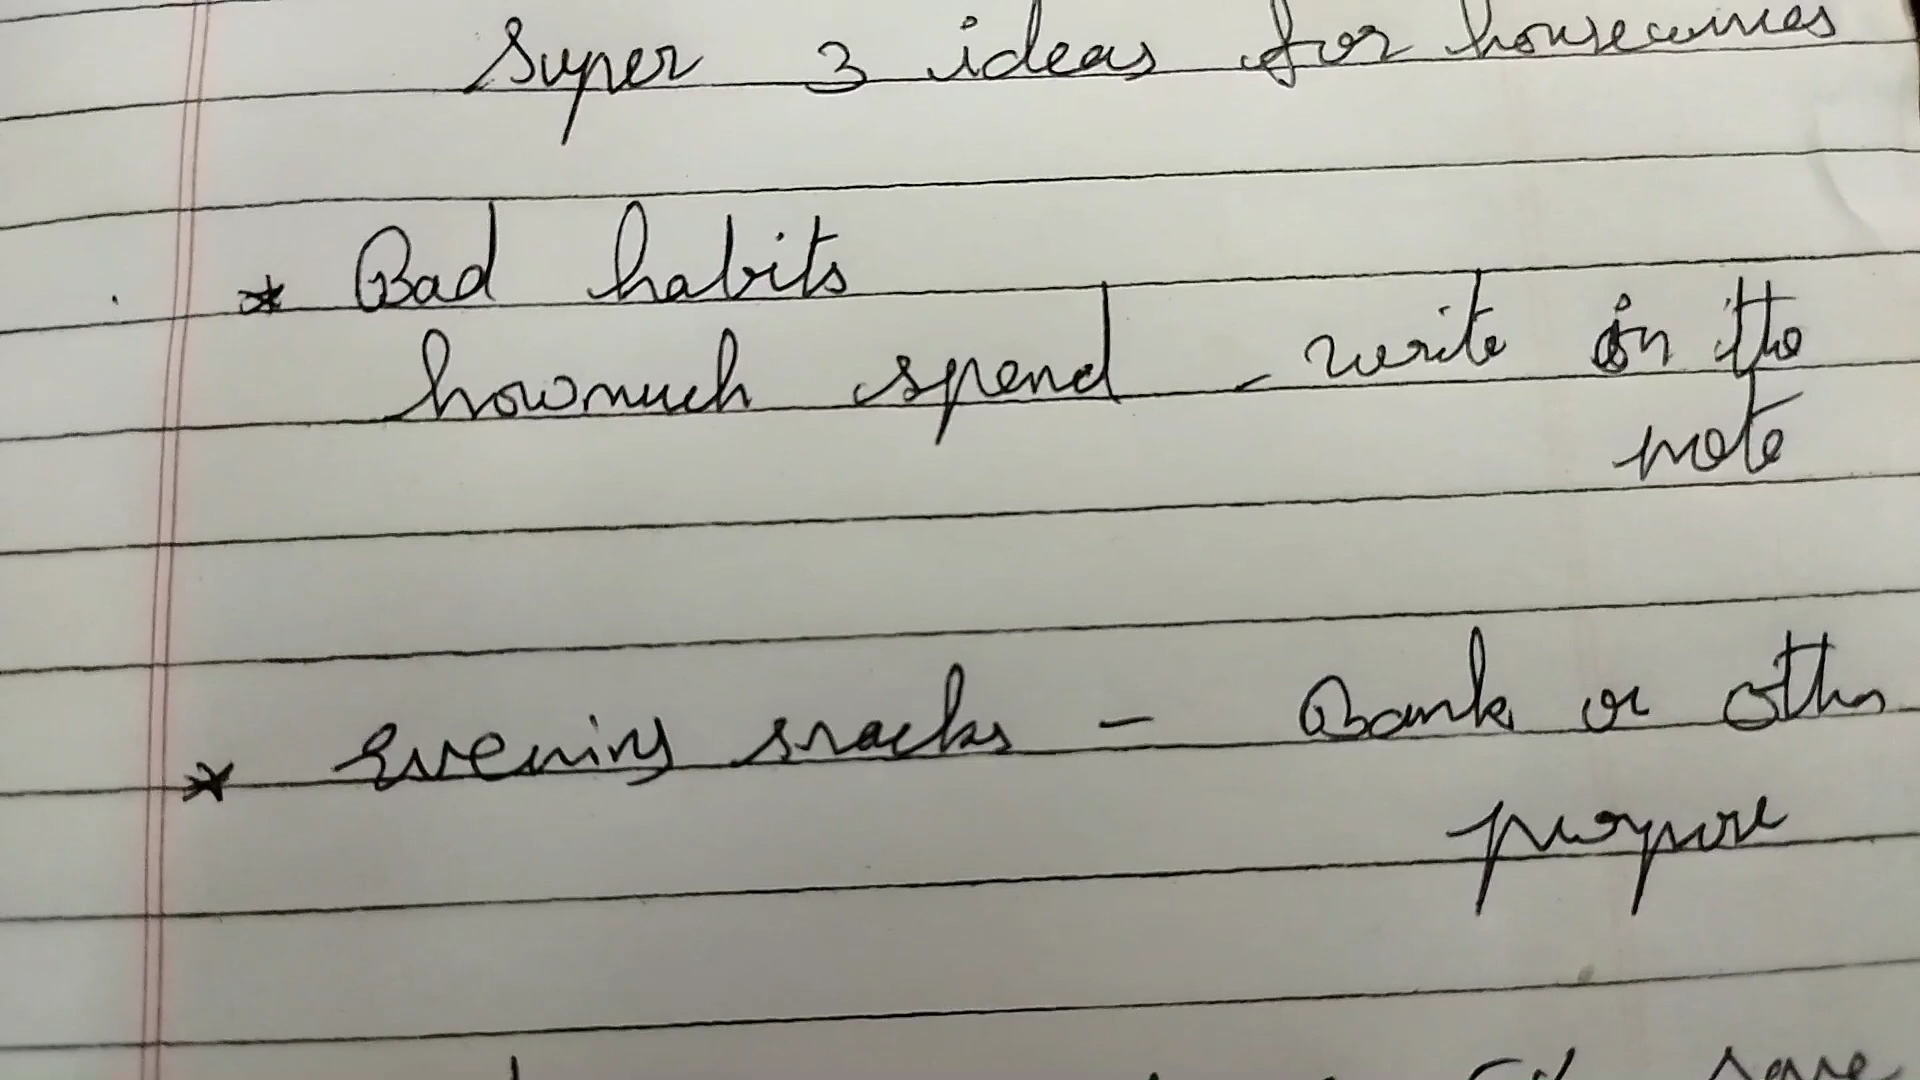 Super 3 ideas for housewives
* Bad habits
howmuch spend - write in the
note
* Evening snacks - Bank or other
purpose
save